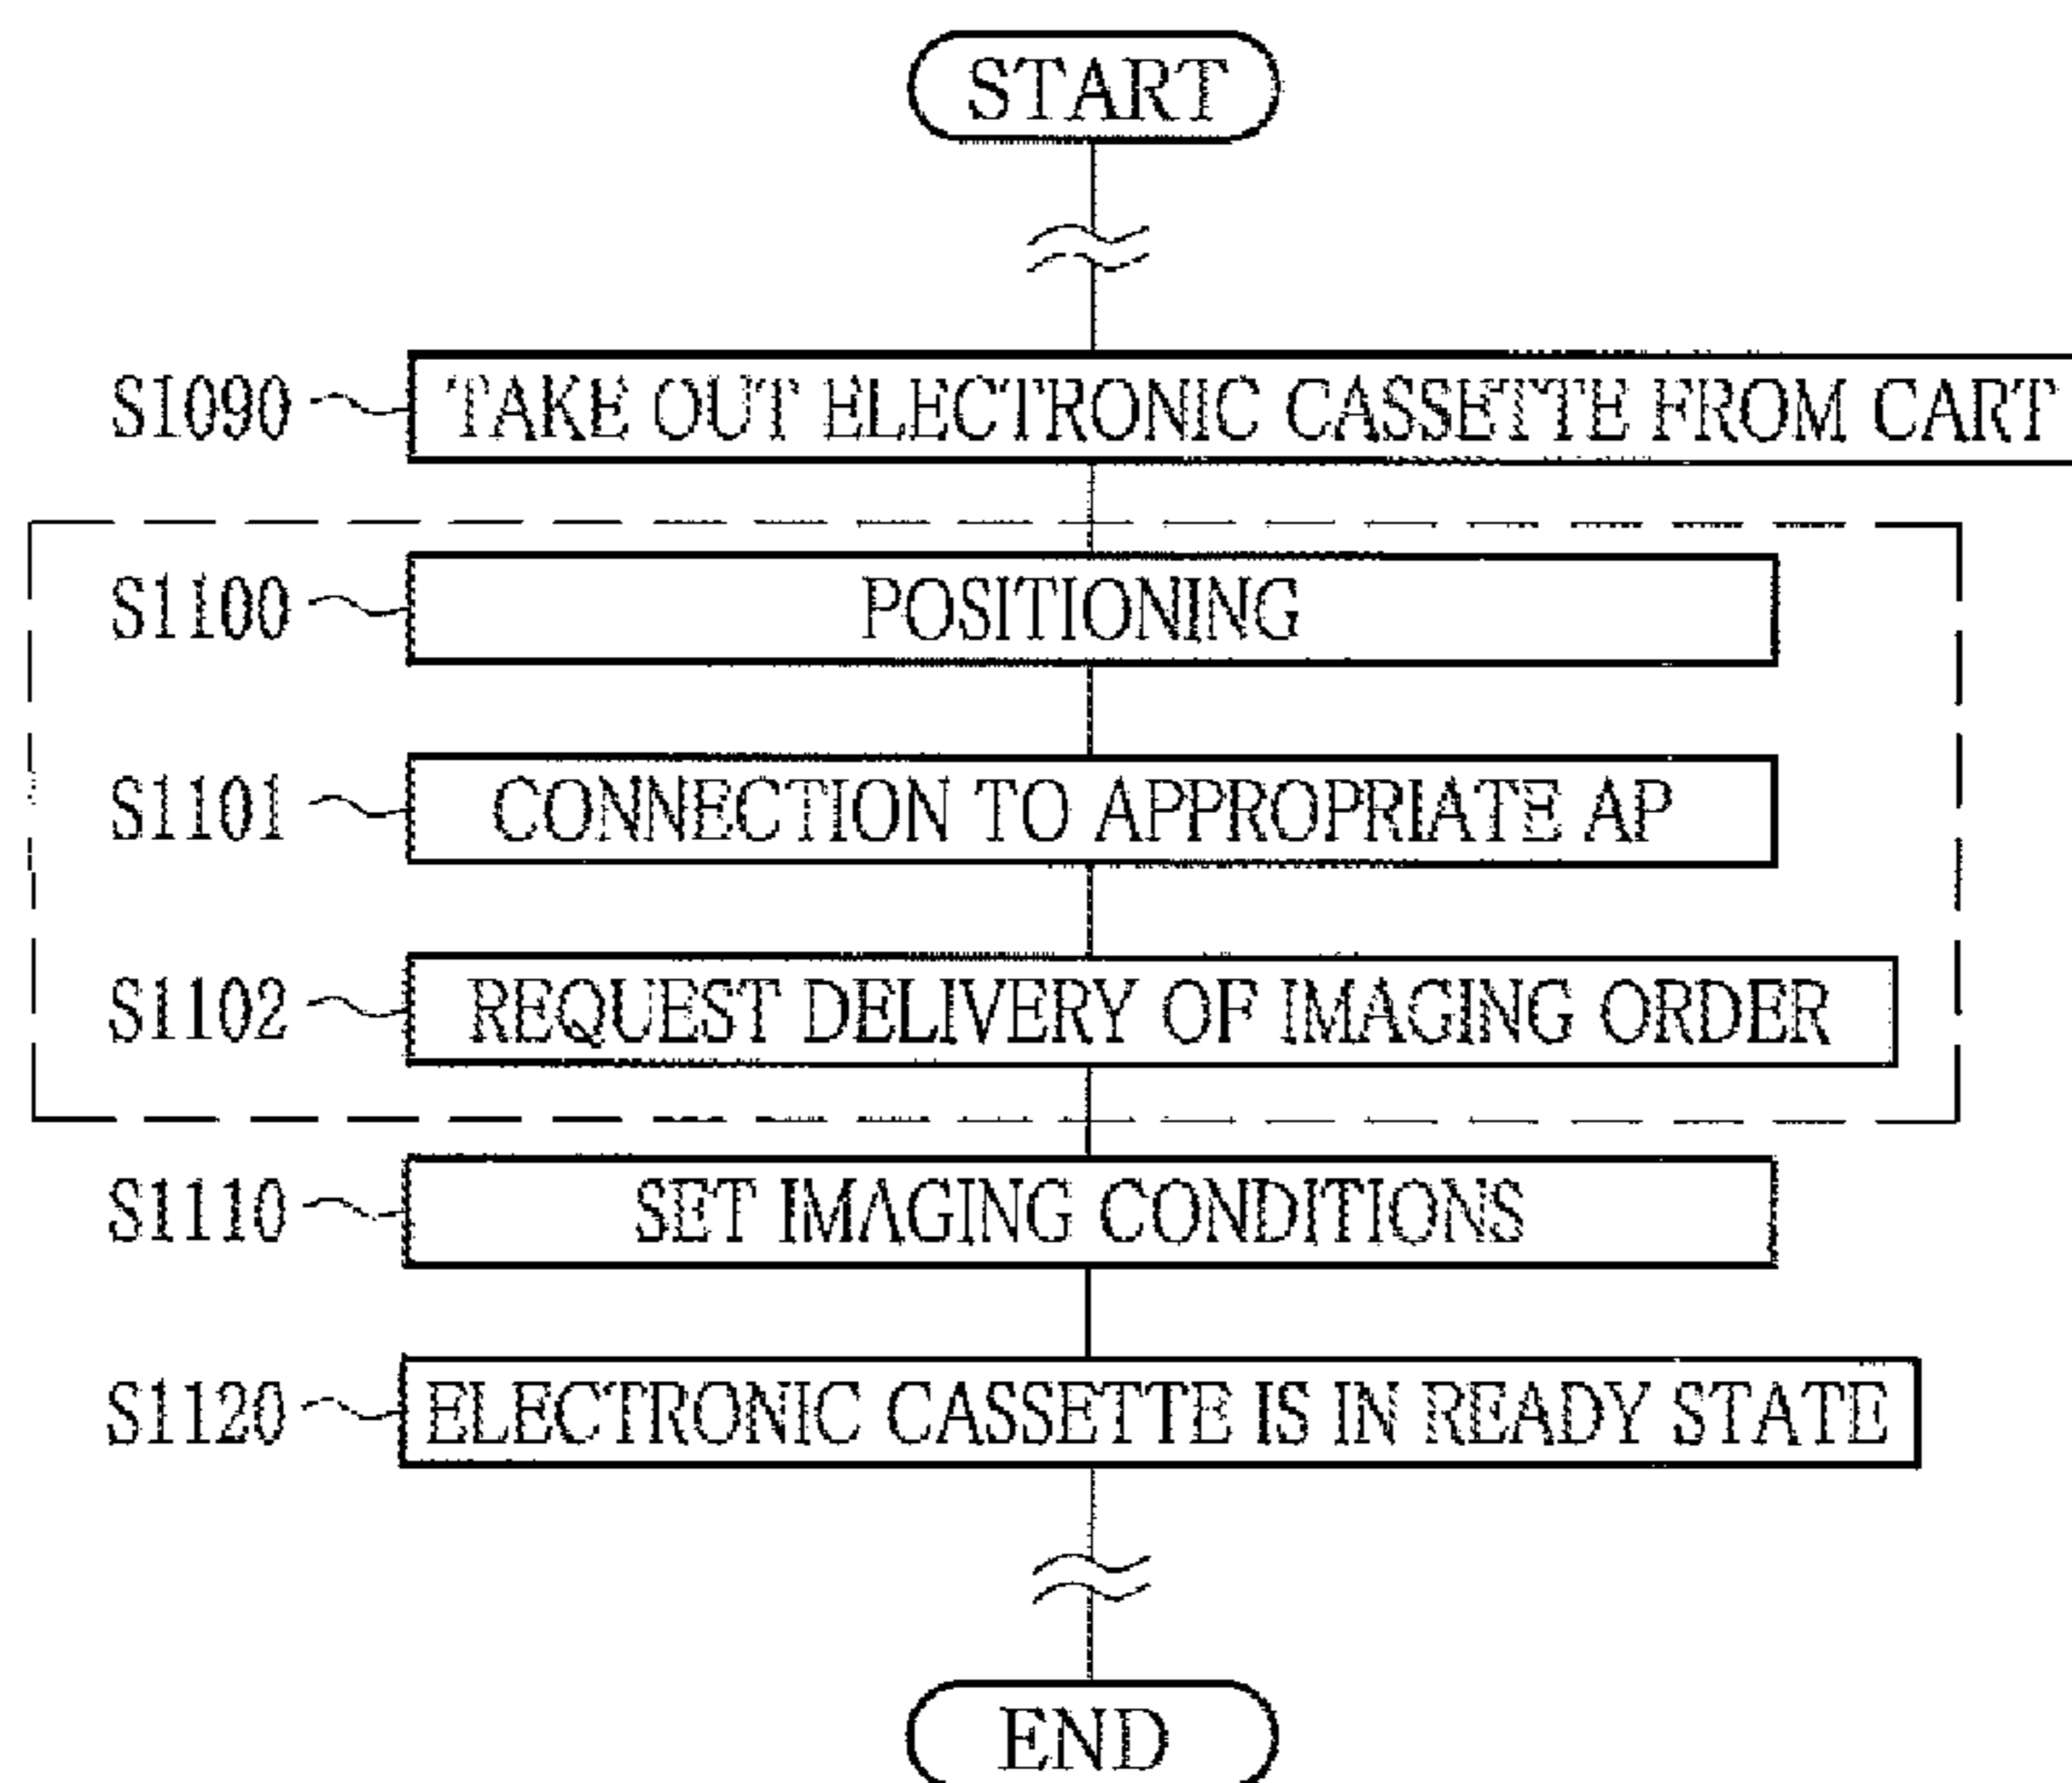 START
S1090 TAKE OUT ELECTRONIC CASSETTE FROM CART
S1100 POSITIONING
S1101 CONNECTION TO APPROPRIATE AP
S1102 REQUEST DELIVERY OF IMAGING ORDER
S1110 SET IMAGING CONDITIONS
S1120 ELECTRONIC CASSETTE IS IN READY STATE
END